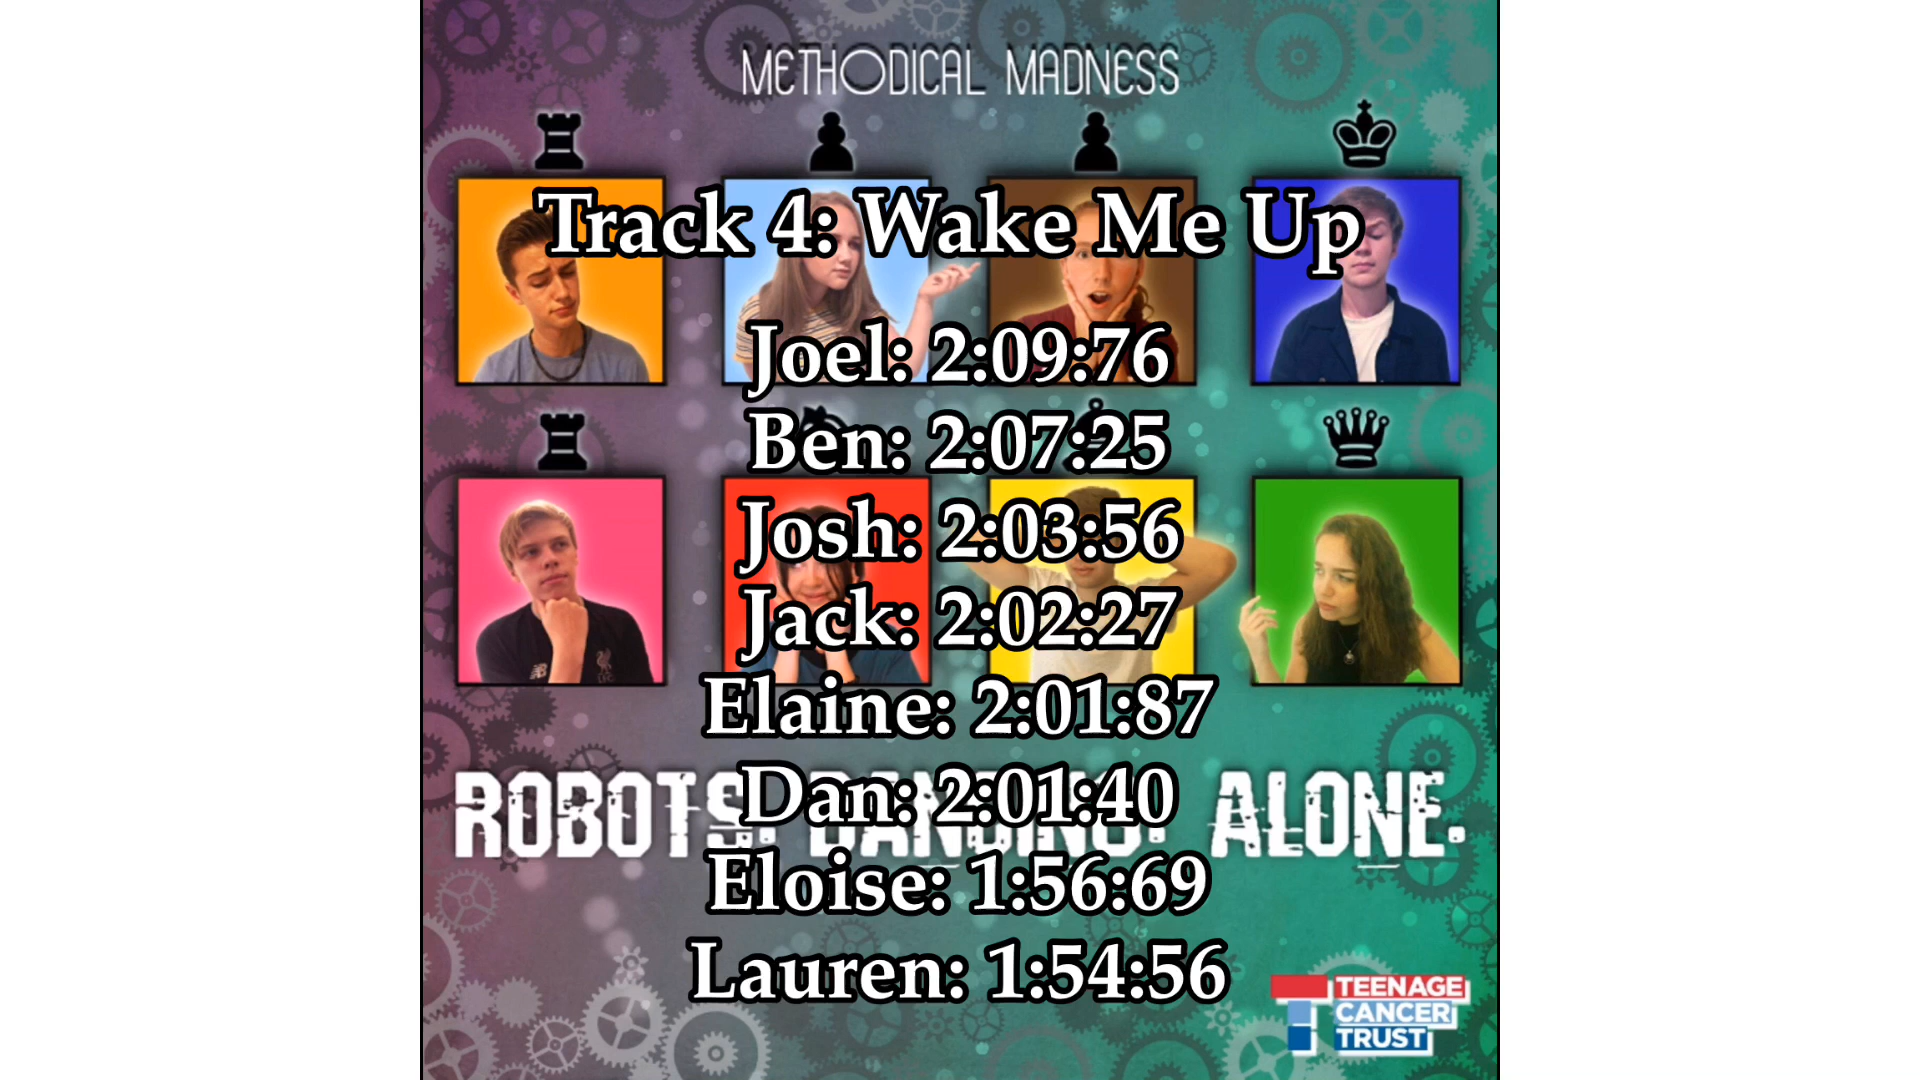 METHODICAL MADNESS
Track 4: Wake Me Up
Joel: 2:09:76
Ben: 2:07:25
Josh: 2:03:56
Jack: 2:02:27
Elaine: 2:01:87
Dan: 2:01:40
ROBOTS. DANCING. ALONE.
Eloise: 1:56:69
Lauren: 1:54:56
TEENAGE
CANCER
TRUST